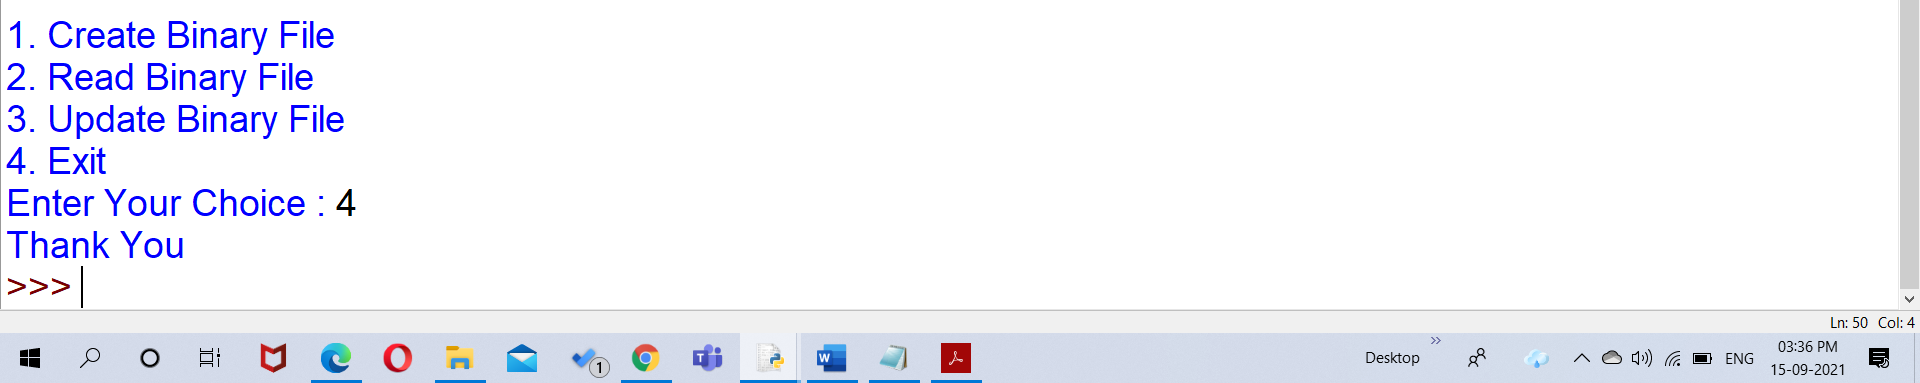 1. Create Binary File
2. Read Binary File
3. Update Binary File
4. Exit
Enter Your Choice : 4
Thank You
>>>
Ln: 50 Col: 4
1
Desktop
ENG
03:36 PM
15-09-2021